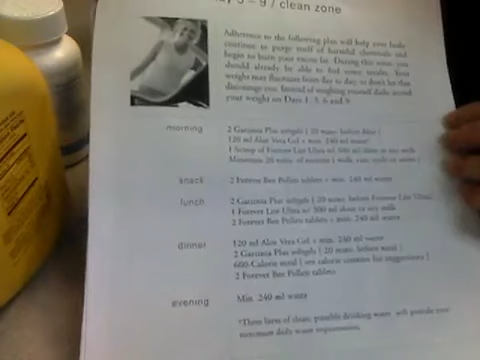 9 / clean zone
Adherence to the following plan will help your body
continue to purge itself of harmful chemicals and
begin to burn your excess fat. During this time, you
should already be able to feel some results. Your
weight may fluctuate from day to day, so don't let that
discourage you. Instead of weighing yourself daily record
your weight on Days 1, 3, 6 and 9.
morning
2 Garcinia Plus softgels [ 20 mins. before Aloe ]
120 ml Aloe Vera Gel + min. 240 ml water
1 Scoop of Forever Lite Ultra w/ 300 ml skim or soy milk
Minimum 20 mins. of exercise [ walk, run, cycle or swim ]
snack
2 Forever Bee Pollen tablets + min. 240 ml water
lunch
2 Garcinia Plus softgels [ 20 mins. before Forever Lite Ultra]
1 Forever Lite Ultra w/ 300 ml skim or soy milk
2 Forever Bee Pollen tablets + min. 240 ml water
dinner
120 ml Aloe Vera Gel + min. 240 ml water
2 Garcinia Plus softgels [ 20 mins. before meal ]
600-Calorie meal [ see calorie counter for suggestions ]
2 Forever Bee Pollen tablets
evening
Min. 240 ml water
*Three litres of clean, potable drinking water will provide your
minimum daily water requirements.